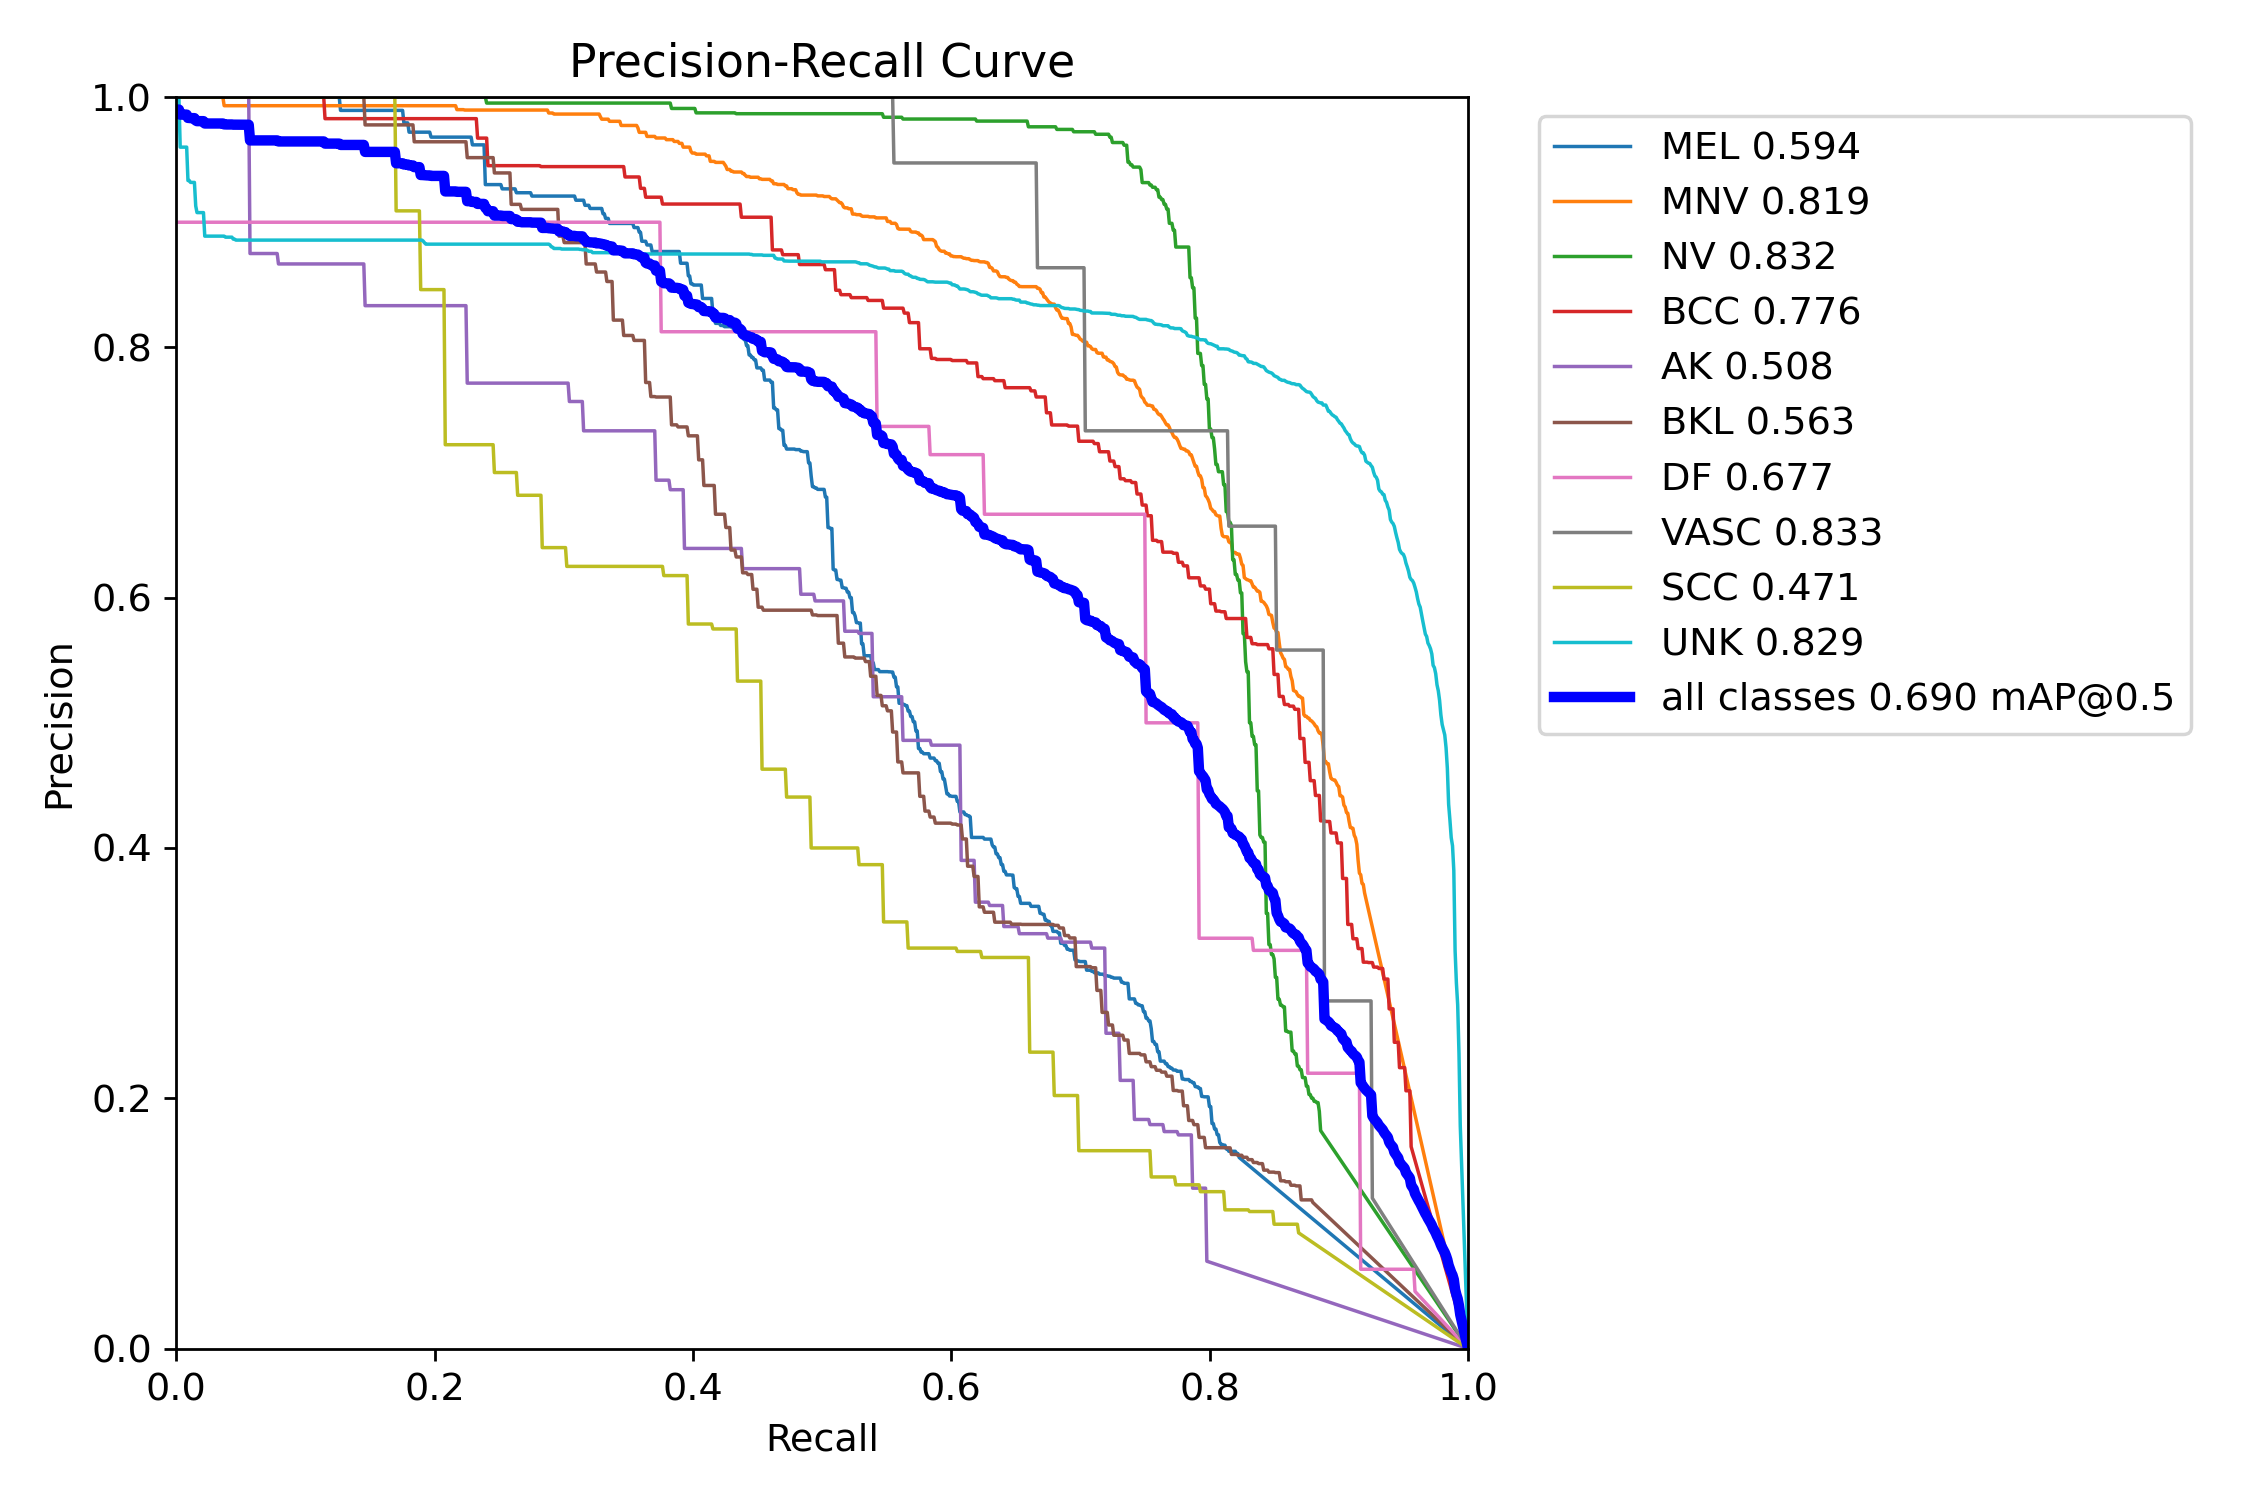 Precision-Recall Curve
1.0
0.8
0.6
0.4
0.2
0.0
Precision
0.0 0.2 0.4 0.6 0.8 1.0
Recall
MEL 0.594
MNV 0.819
NV 0.832
BCC 0.776
AK 0.508
BKL 0.563
DF 0.677
VASC 0.833
SCC 0.471
UNK 0.829
all classes 0.690 mAP@0.5